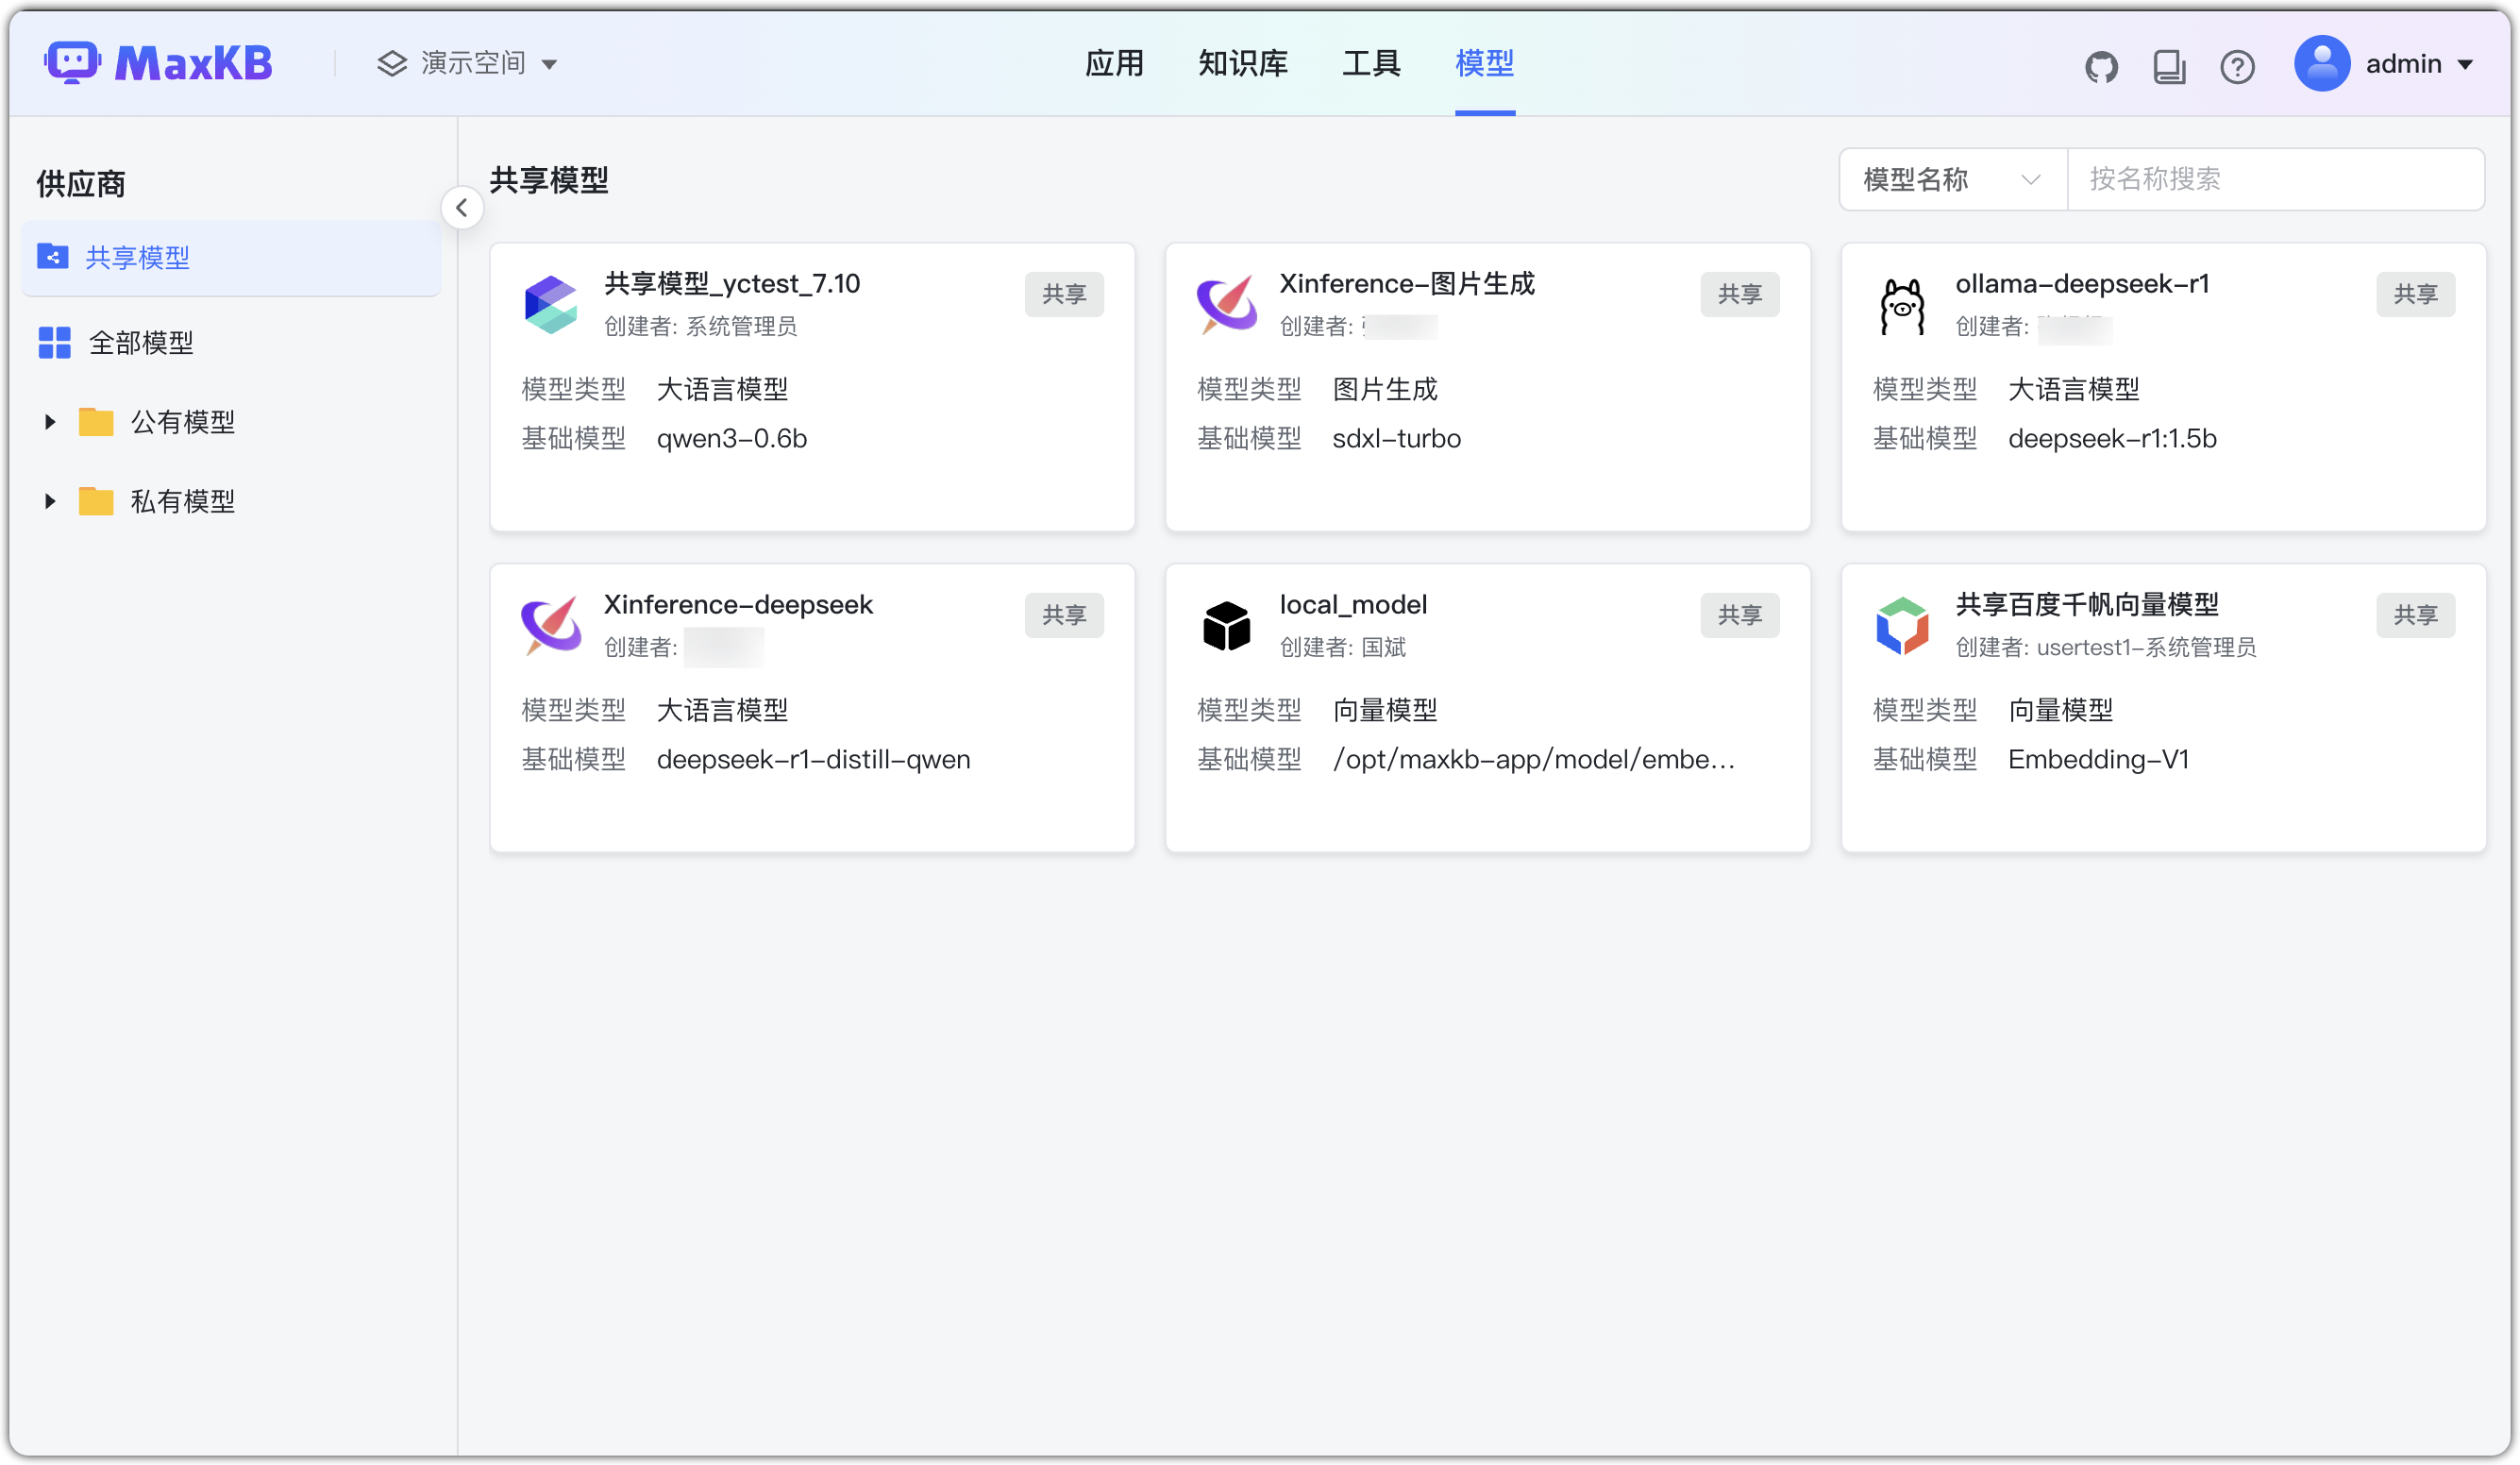 MaxKB
演示空间
应用
知识库
工具
模型
admin
供应商
共享模型
全部模型
公有模型
私有模型
共享模型
模型名称
按名称搜索
共享模型_yctest_7.10
共享
创建者: 系统管理员
模型类型 大语言模型
基础模型 qwen3-0.6b
Xinference-图片生成
共享
创建者:
模型类型 图片生成
基础模型 sdxl-turbo
ollama-deepseek-r1
共享
创建者:
模型类型 大语言模型
基础模型 deepseek-r1:1.5b
Xinference-deepseek
共享
创建者:
模型类型 大语言模型
基础模型 deepseek-r1-distill-qwen
local_model
共享
创建者: 国斌
模型类型 向量模型
基础模型 /opt/maxkb-app/model/embe...
共享百度千帆向量模型
共享
创建者: usertest1-系统管理员
模型类型 向量模型
基础模型 Embedding-V1